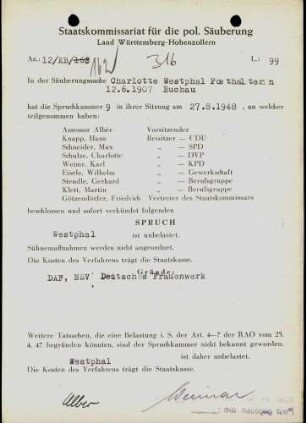 Staatskommissariat für die pol. Säuberung
Land Württemberg-Hohenzollern
Az.: 12/KB/
316
L.: 99
In der Säuberungssache Charlotte Westphal Posthalterin
12.6.1907 Buchau
hat die Spruchkammer 9 in ihrer Sitzung am 27.8.1948, an welcher
teilgenommen haben:
Assessor Alber Vorsitzender
Knapp, Hans Beisitzer — CDU
Schneider, Max „ — SPD
Schulze, Charlotte „ — DVP
Weiner, Karl „ — KPD
Eisele, Wilhelm „ — Gewerkschaft
Stendle, Gerhard „ — Berufsgruppe
Klett, Martin „ — Berufsgruppe
Götzendörfer, Friedrich Vertreter des Staatskommissars
beschlossen und sofort verkündet folgenden
SPRUCH
Westphal ist unbelastet.
Sühnemaßnahmen werden nicht angeordnet.
Die Kosten des Verfahrens trägt die Staatskasse.
Gründe:
DAF, NSV Deutsches Frauenwerk
Weitere Tatsachen, die eine Belastung i. S. der Art. 4—7 der RAO vom 25.
4. 47 begründen könnten, sind der Spruchkammer nicht bekannt geworden.
Westphal ist daher unbelastet.
Die Kosten des Verfahrens trägt die Staatskasse.
Alber